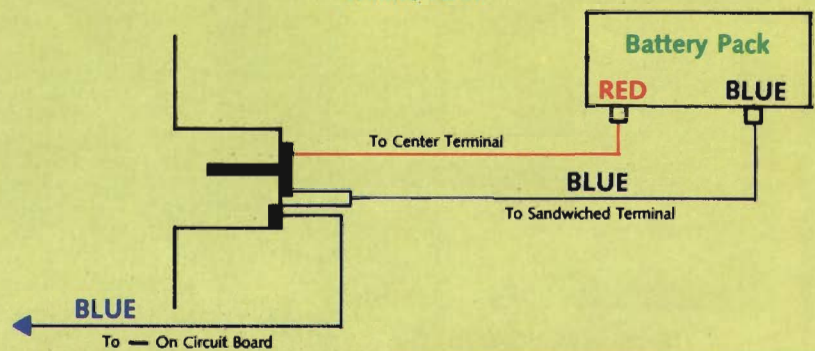 Battery Pack
RED BLUE
To Center Terminal
BLUE
To Sandwiched Terminal
BLUE
To — On Circuit Board